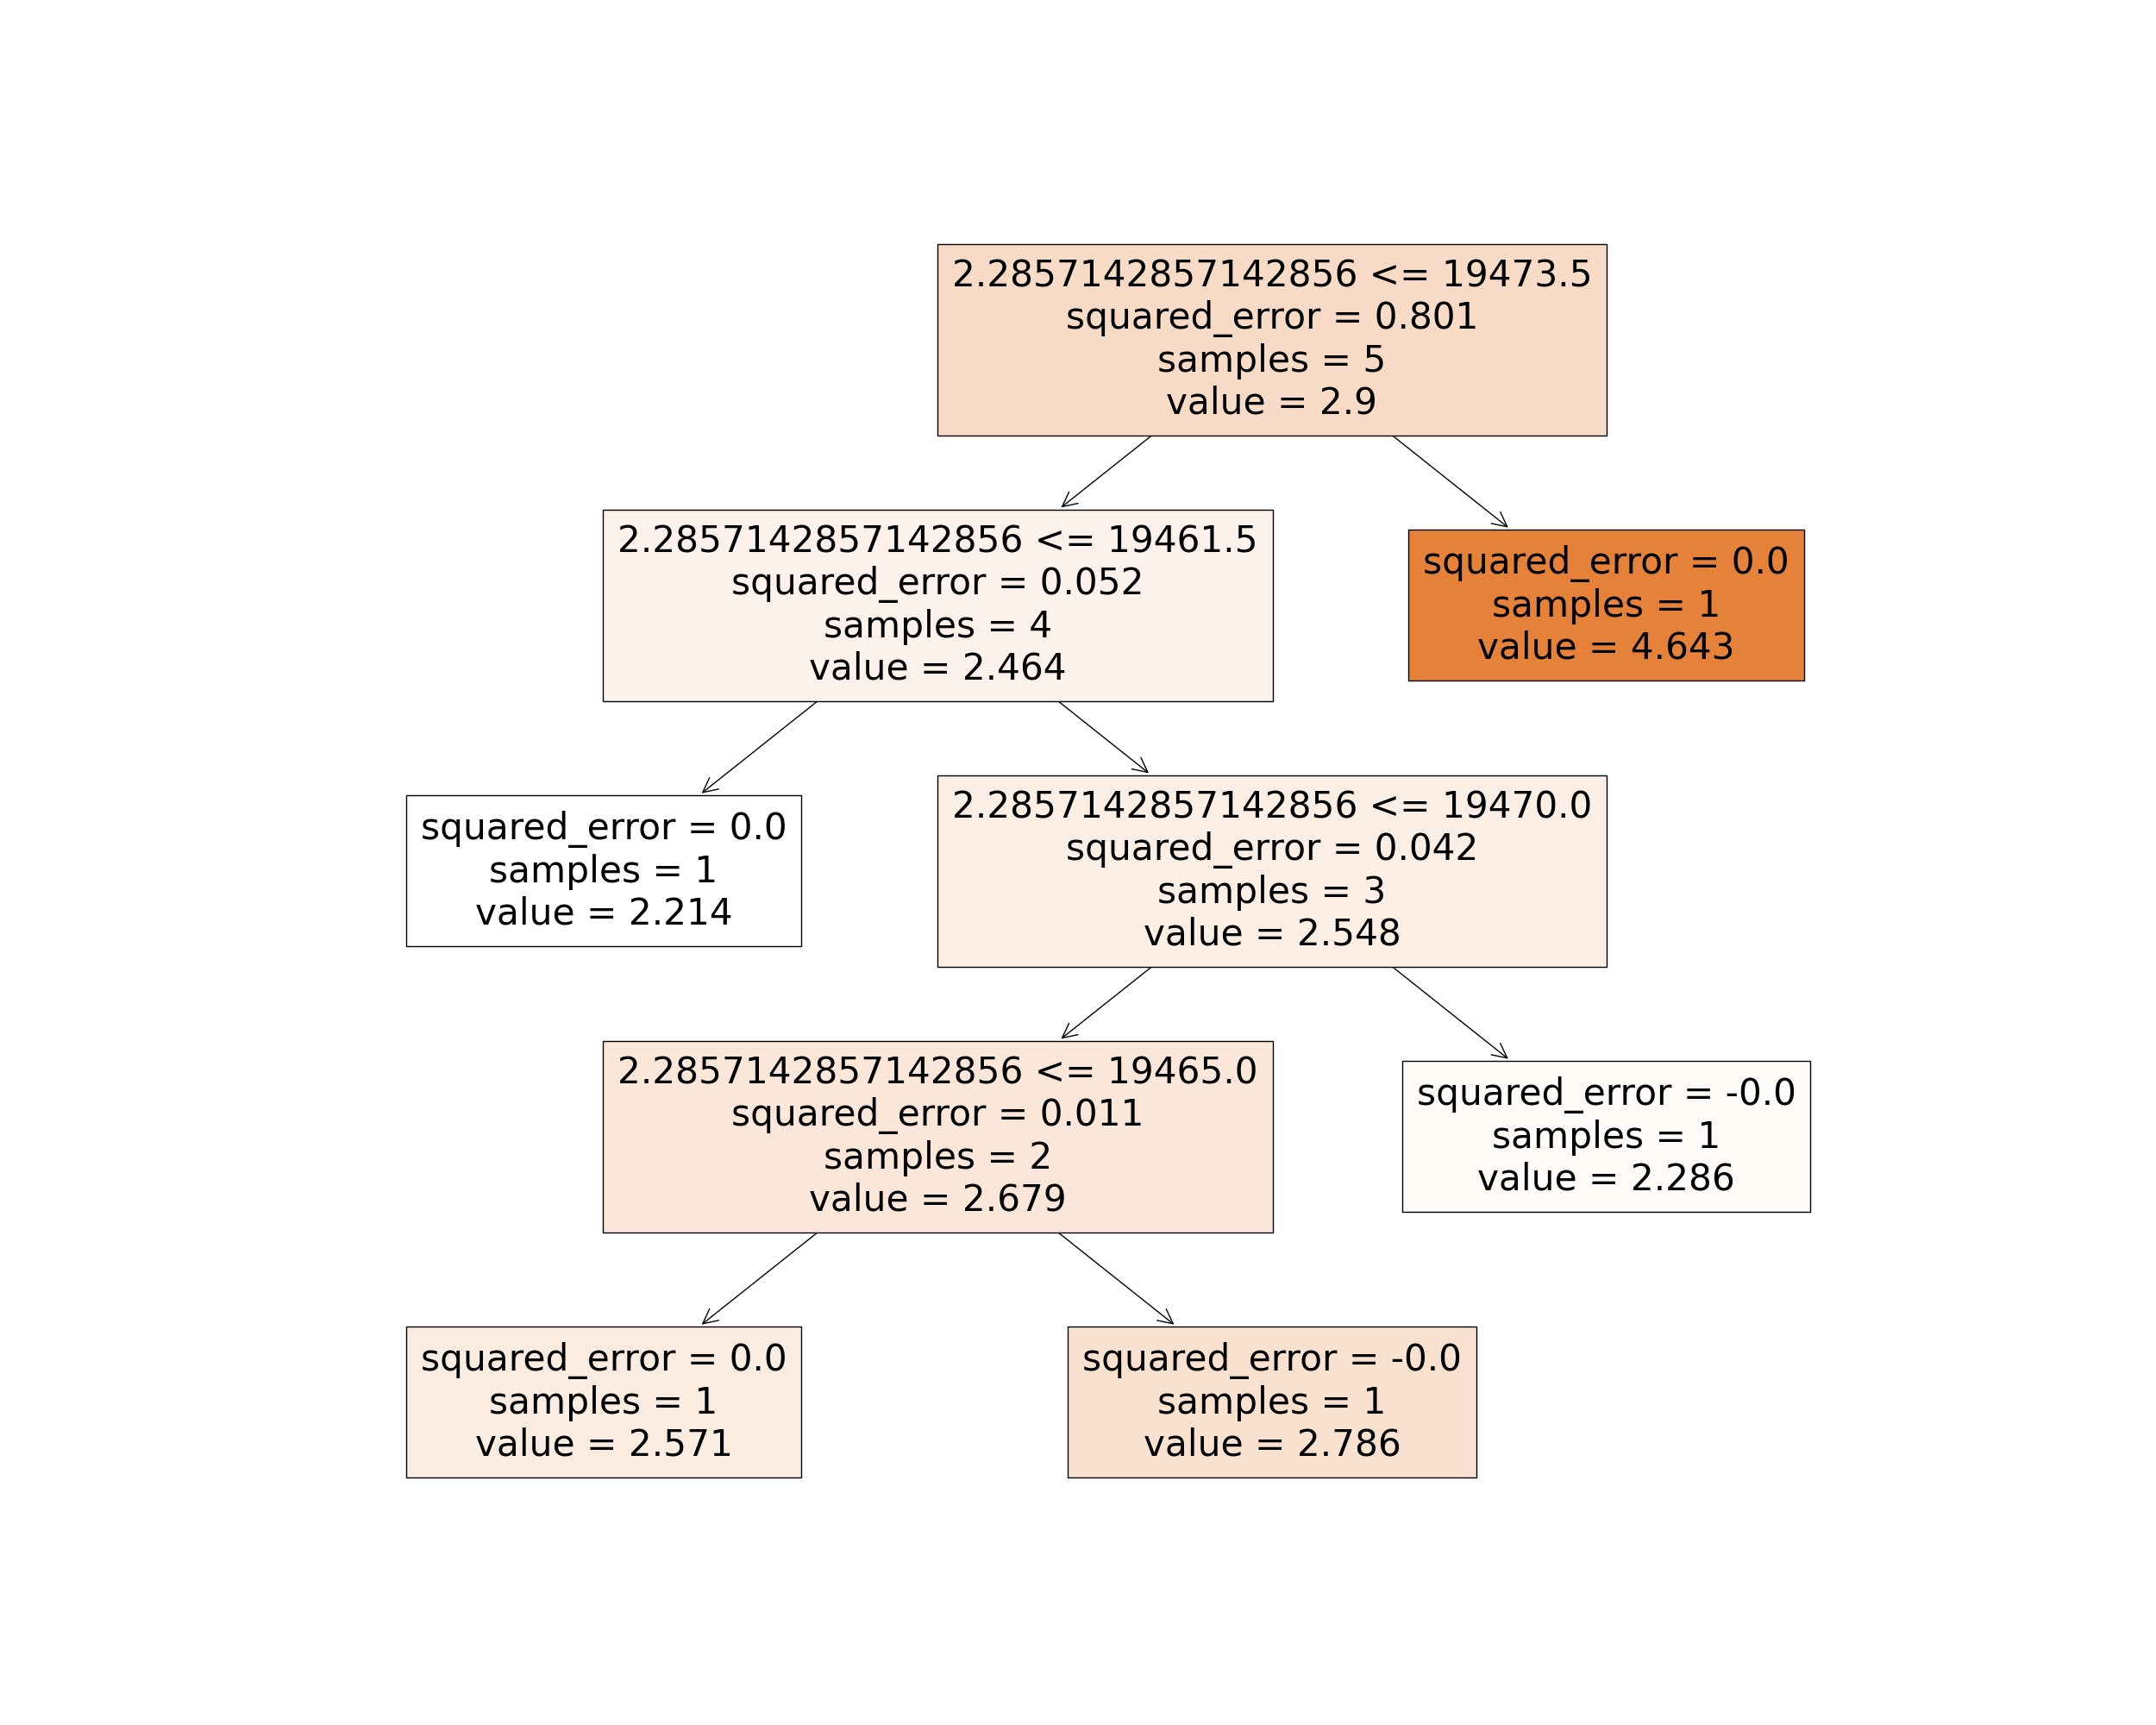 2.2857142857142856 <= 19473.5
squared_error = 0.801
samples = 5
value = 2.9
2.2857142857142856 <= 19461.5
squared_error = 0.052
samples = 4
value = 2.464
squared_error = 0.0
samples = 1
value = 4.643
squared_error = 0.0
samples = 1
value = 2.214
2.2857142857142856 <= 19470.0
squared_error = 0.042
samples = 3
value = 2.548
2.2857142857142856 <= 19465.0
squared_error = 0.011
samples = 2
value = 2.679
squared_error = -0.0
samples = 1
value = 2.286
squared_error = 0.0
samples = 1
value = 2.571
squared_error = -0.0
samples = 1
value = 2.786